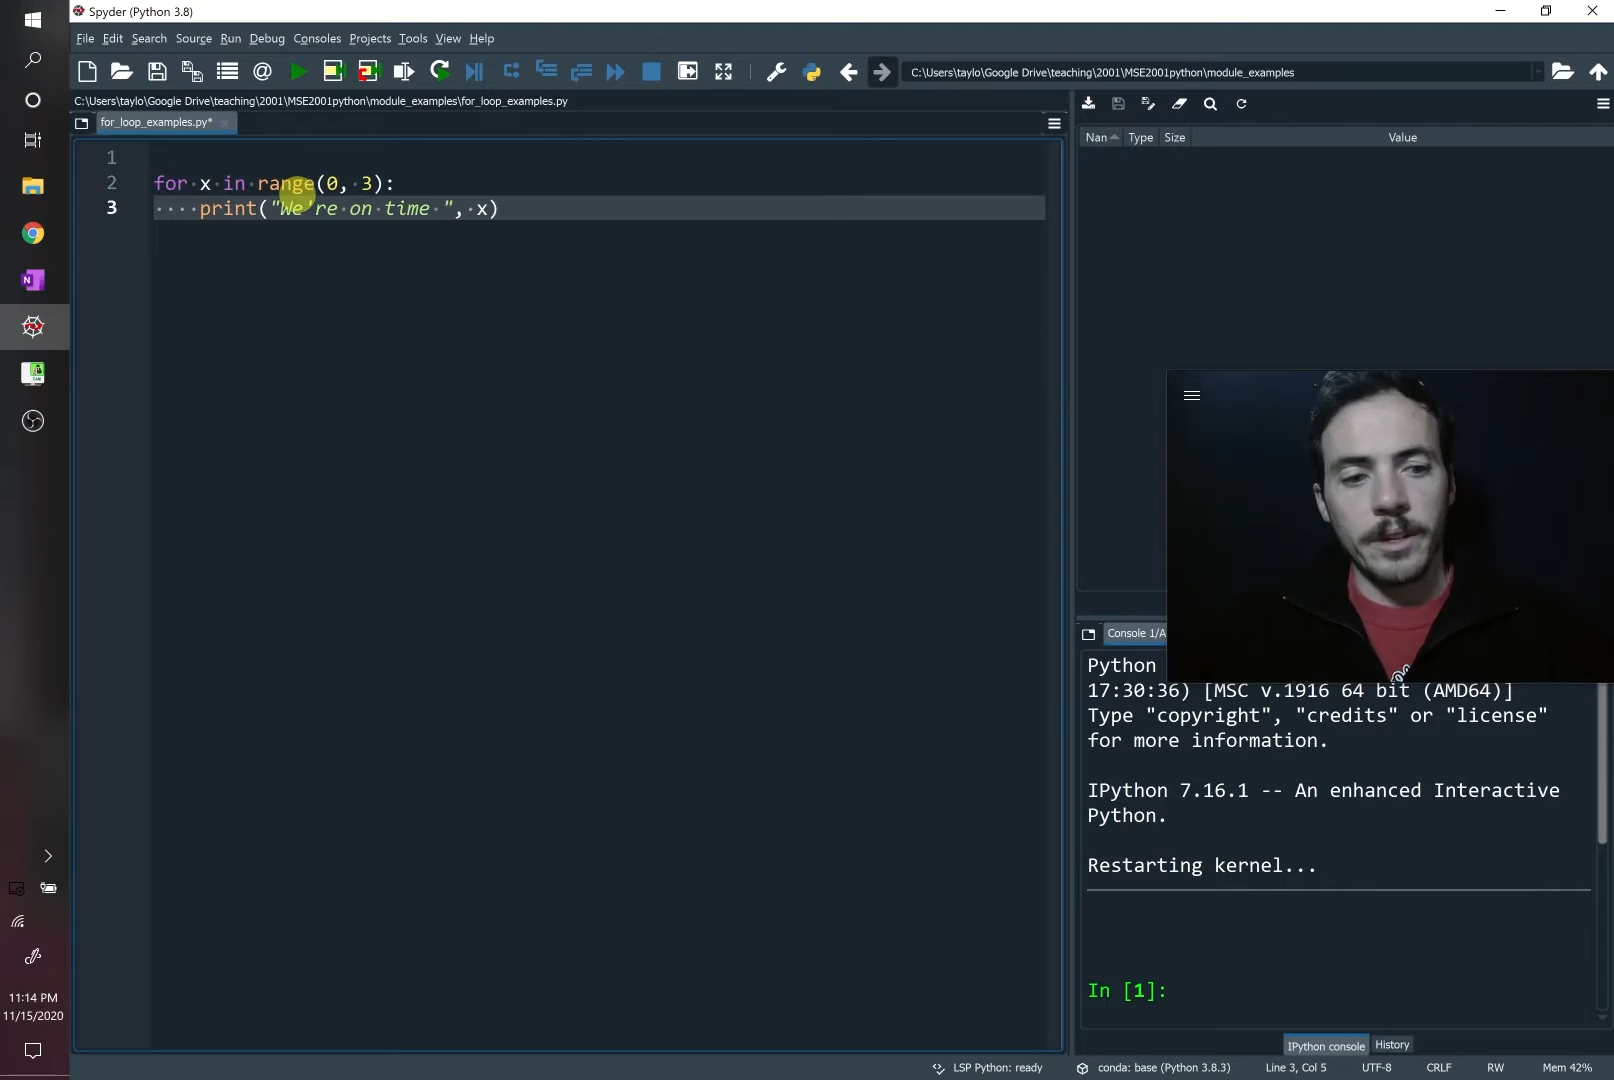 Spyder (Python 3.8)
File Edit Search Source Run Debug Consoles Projects Tools View Help
C:\Users\taylo\Google Drive\teaching\2001\MSE2001python\module_examples
C:\Users\taylo\Google Drive\teaching\2001\MSE2001python\module_examples\for_loop_examples.py
for_loop_examples.py*
Nan Type Size Value
1
2 for x in range(0, 3):
3 print("We're on time ", x)
Console 1/A
Python
17:30:36) [MSC v.1916 64 bit (AMD64)]
Type "copyright", "credits" or "license"
for more information.
IPython 7.16.1 -- An enhanced Interactive
Python.
Restarting kernel...
In [1]:
IPython console History
11:14 PM
11/15/2020
LSP Python: ready conda: base (Python 3.8.3) Line 3, Col 5 UTF-8 CRLF RW Mem 42%